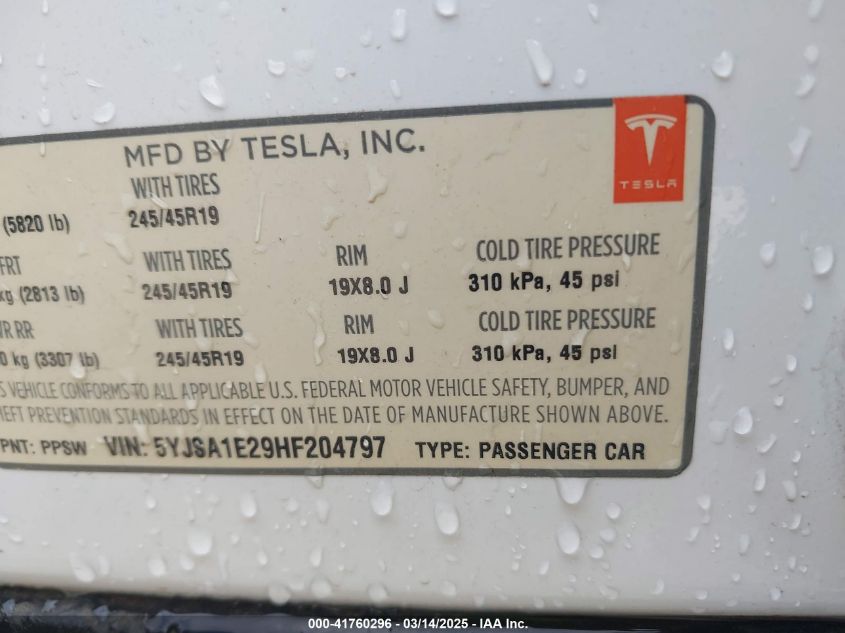 MFD BY TESLA, INC.
TESLA
WITH TIRES
(5820 lb) 245/45R19
FRT WITH TIRES RIM COLD TIRE PRESSURE
kg (2813 lb) 245/45R19 19X8.0 J 310 kPa, 45 psi
R RR WITH TIRES RIM COLD TIRE PRESSURE
0 kg (3307 lb) 245/45R19 19X8.0 J 310 kPa, 45 psi
S VEHICLE CONFORMS TO ALL APPLICABLE U.S. FEDERAL MOTOR VEHICLE SAFETY, BUMPER, AND
EFT PREVENTION STANDARDS IN EFFECT ON THE DATE OF MANUFACTURE SHOWN ABOVE.
PNT: PPSW VIN: 5YJSA1E29HF204797 TYPE: PASSENGER CAR
000-41760296 - 03/14/2025 - IAA Inc.